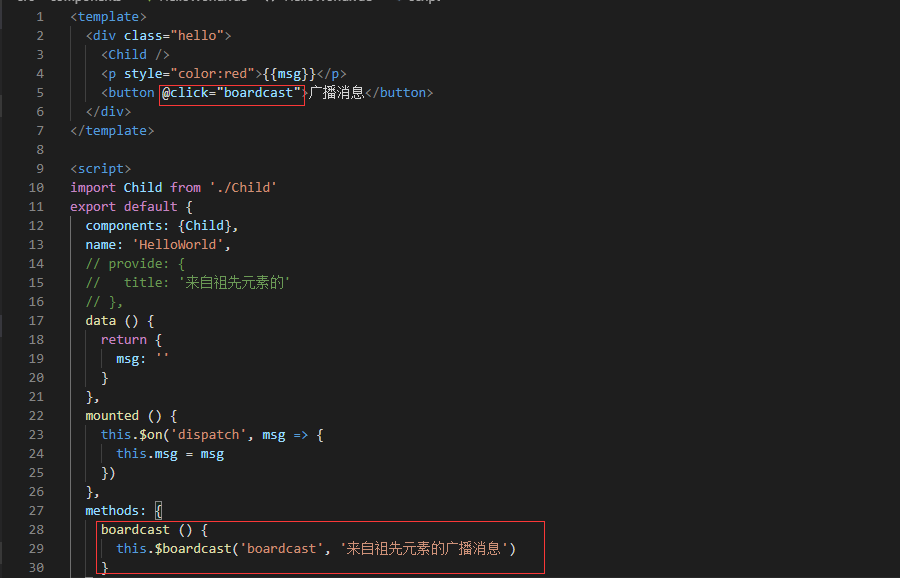 1 <template>
2 <div class="hello">
3 <Child />
4 <p style="color:red">{{msg}}</p>
5 <button @click="boardcast">广播消息</button>
6 </div>
7 </template>
8
9 <script>
10 import Child from './Child'
11 export default {
12 components: {Child},
13 name: 'HelloWorld',
14 // provide: {
15 //   title: '来自祖先元素的'
16 // },
17 data () {
18 return {
19 msg: ''
20 }
21 },
22 mounted () {
23 this.$on('dispatch', msg => {
24 this.msg = msg
25 })
26 },
27 methods: {
28 boardcast () {
29 this.$boardcast('boardcast', '来自祖先元素的广播消息')
30 }